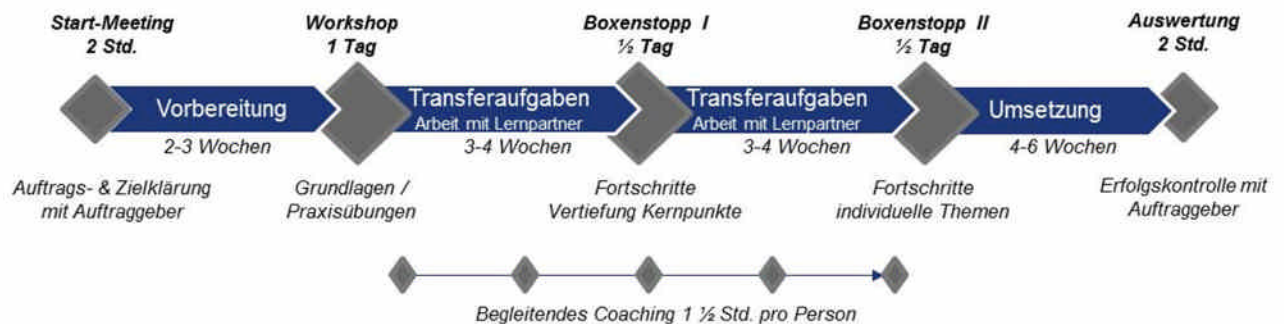 Start-Meeting
2 Std.
Workshop
1 Tag
Boxenstopp I
½ Tag
Boxenstopp II
½ Tag
Auswertung
2 Std.
Vorbereitung
Transferaufgaben
Arbeit mit Lernpartner
Transferaufgaben
Arbeit mit Lernpartner
Umsetzung
2-3 Wochen
3-4 Wochen
3-4 Wochen
4-6 Wochen
Auftrags- & Zielklärung
mit Auftraggeber
Grundlagen /
Praxisübungen
Fortschritte
Vertiefung Kernpunkte
Fortschritte
individuelle Themen
Erfolgskontrolle mit
Auftraggeber
Begleitendes Coaching 1 ½ Std. pro Person